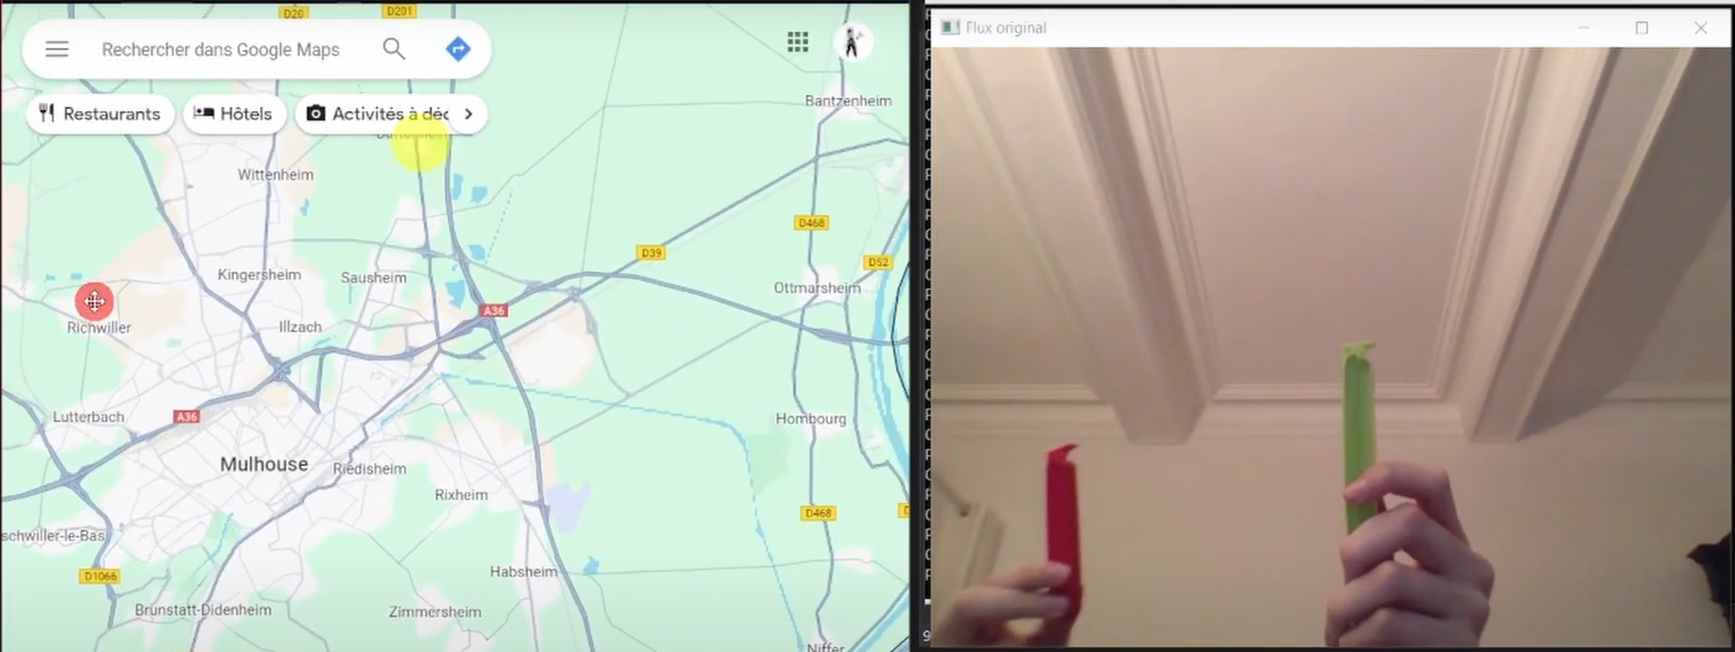 D20
D201
Rechercher dans Google Maps
Restaurants
Hôtels
Activités à déc
Bantzenheim
Wittenheim
D468
D39
D52
Kingersheim
Sausheim
Ottmarsheim
A36
Richwiller
Illzach
Lutterbach
A36
Hombourg
Mulhouse
Riedisheim
Rixheim
D468
schwiller-le-Bas
Habsheim
D1066
Brunstatt-Didenheim
Zimmersheim
Niffer
Flux original